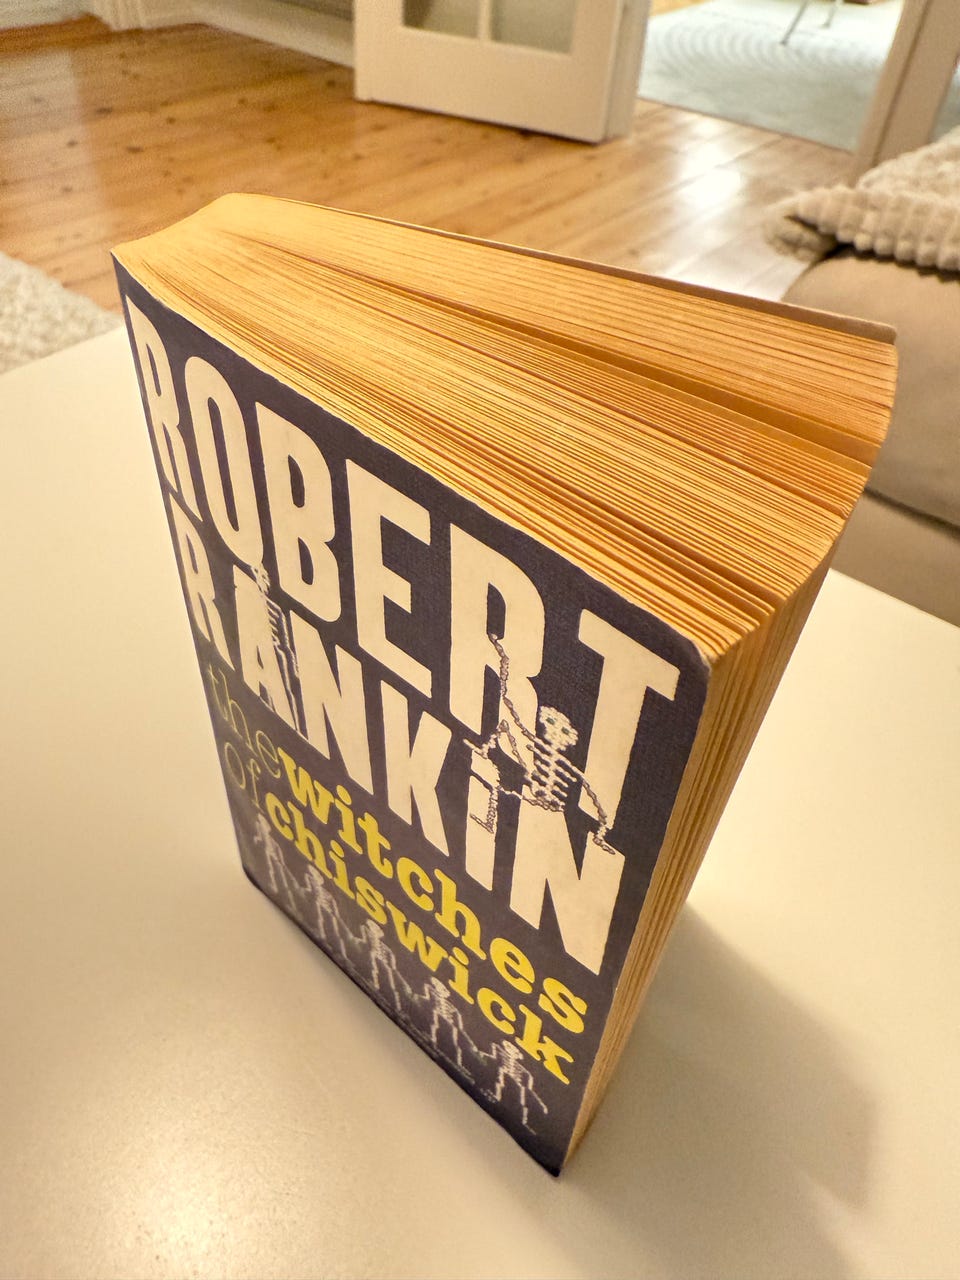 ROBERT
RANKIN
the witches
of chiswick